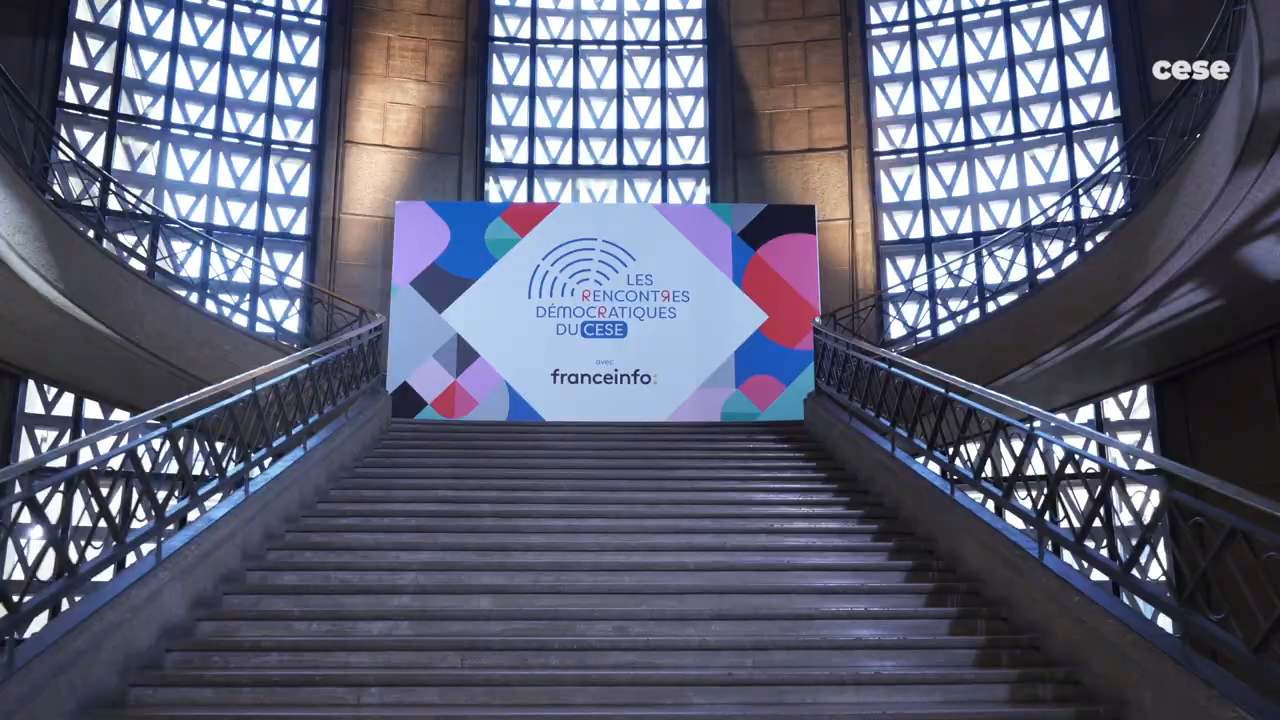 cese
LES
RENCONTRES
DÉMOCRATIQUES
DU CESE
avec
franceinfo: